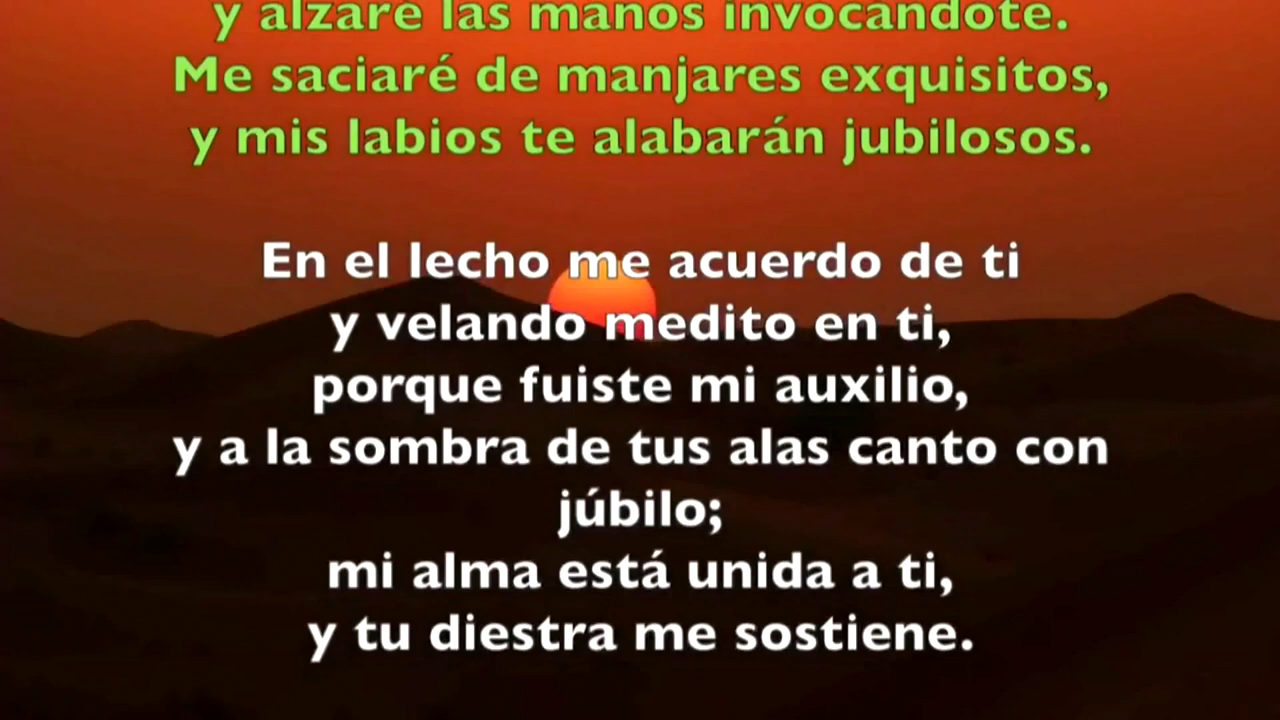 y alzaré las manos invocándote.
Me saciaré de manjares exquisitos,
y mis labios te alabarán jubilosos.
En el lecho me acuerdo de ti
y velando medito en ti,
porque fuiste mi auxilio,
y a la sombra de tus alas canto con
júbilo;
mi alma está unida a ti,
y tu diestra me sostiene.